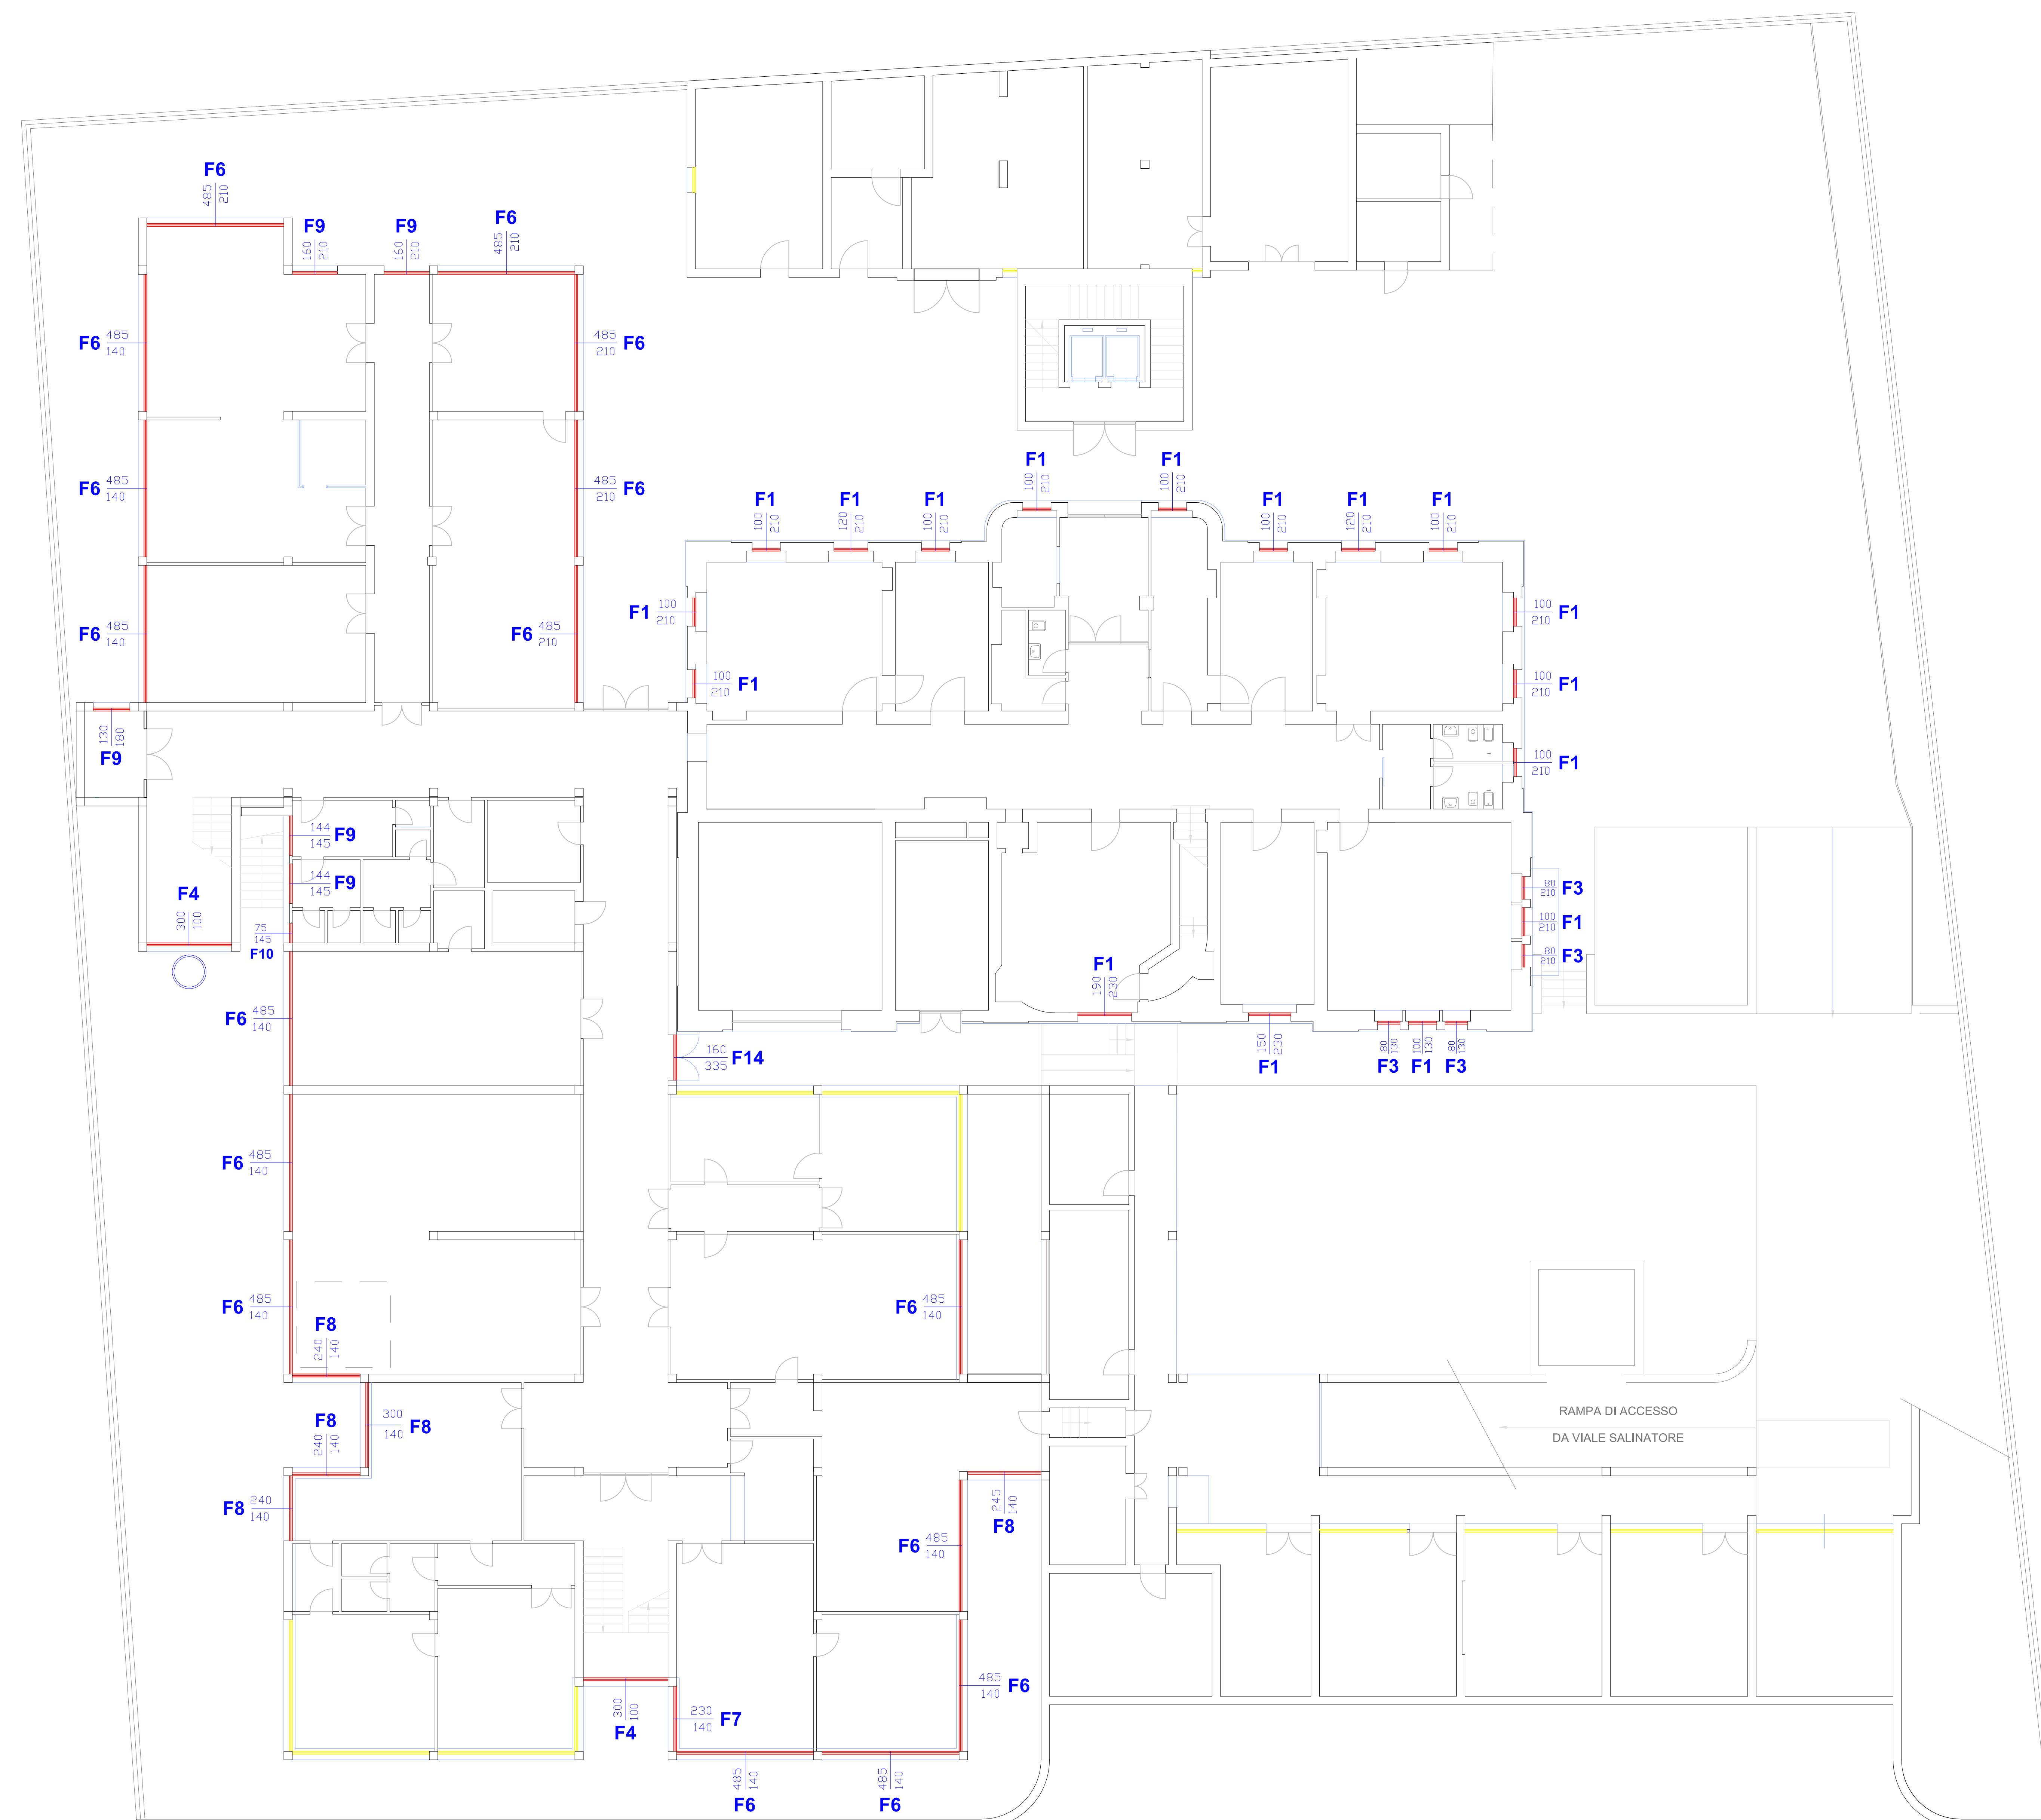 F6
485
210
F9
160
210
F9
160
210
F6
485
210
F6
485
140
485
210
F6
F6
485
140
485
210
F6
F6
485
140
F6
485
210
F1
100
210
F1
120
210
F1
100
210
F1
100
210
F1
100
210
F1
100
210
F1
120
210
F1
100
210
F1
100
210
100
210
F1
100
210
F1
100
210
F1
100
210
F1
130
180
F9
144
145
F9
144
145
F9
F4
300
100
75
145
F10
80
210
F3
100
210
F1
80
210
F3
F1
190
230
F6
485
140
160
335
F14
150
230
F1
80
130
F3
100
130
F1
80
130
F3
F6
485
140
F6
485
140
F6
485
140
F8
240
140
300
140
F8
F8
240
140
F8
240
140
RAMPA DI ACCESSO
DA VIALE SALINATORE
245
140
F8
F6
485
140
485
140
F6
300
100
F4
230
140
F7
485
140
F6
485
140
F6